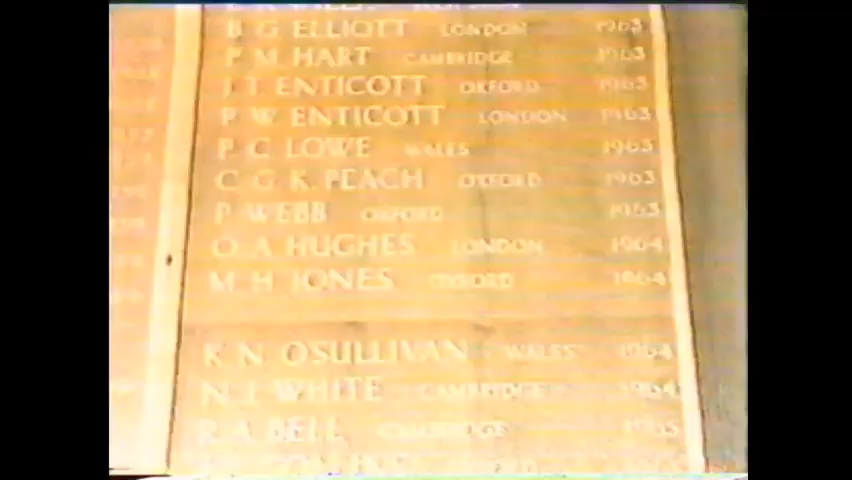 B. G. ELLIOTT LONDON 1963
P. M. HART CAMBRIDGE 1963
J. T. ENTICOTT OXFORD 1963
P. W. ENTICOTT LONDON 1963
P. C. LOWE WALES 1963
C. G. K. PEACH OXFORD 1963
P. WEBB OXFORD 1963
O. A. HUGHES LONDON 1964
M. H. JONES OXFORD 1964
K. N. OSULLIVAN WALES 1964
N. J. WHITE CAMBRIDGE 1964
R. A. BELL CAMBRIDGE 1965